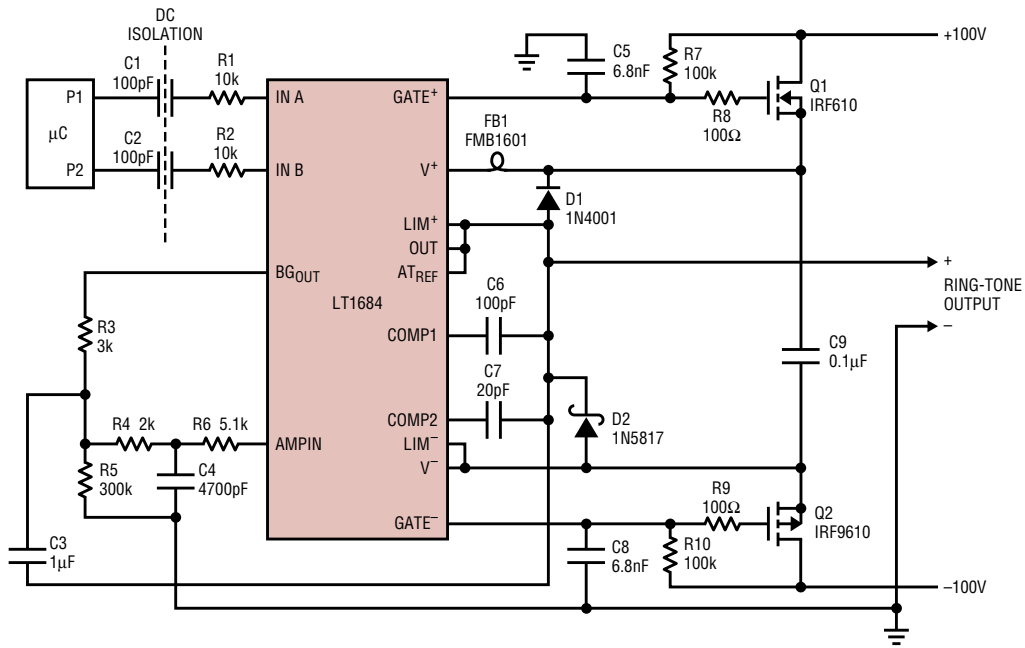 DC
ISOLATION
C1
100pF
R1
10k
P1
μC
P2
C2
100pF
R2
10k
IN A
IN B
BGOUT
LT1684
AMPIN
GATE+
V+
LIM+
OUT
ATREF
COMP1
COMP2
LIM–
V–
GATE–
C5
6.8nF
R7
100k
R8
100Ω
Q1
IRF610
+100V
FB1
FMB1601
D1
1N4001
C6
100pF
C7
20pF
D2
1N5817
+
RING-TONE
OUTPUT
–
C9
0.1μF
R3
3k
R4 2k
R6 5.1k
R5
300k
C4
4700pF
C3
1μF
R9
100Ω
Q2
IRF9610
C8
6.8nF
R10
100k
–100V